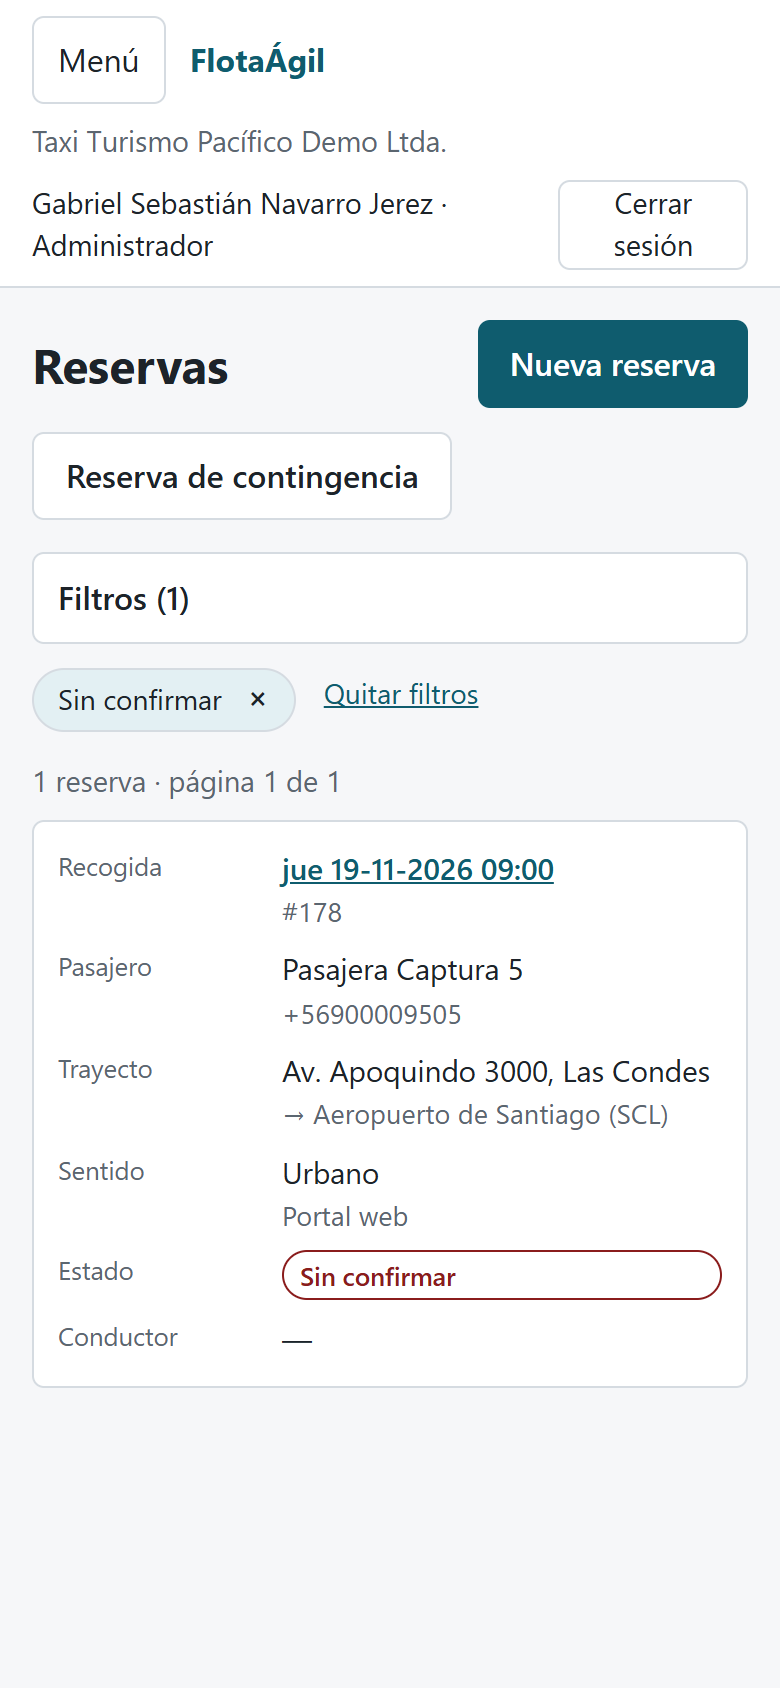 Menú
FlotaÁgil
Taxi Turismo Pacífico Demo Ltda.
Gabriel Sebastián Navarro Jerez ·
Administrador
Cerrar
sesión
Reservas
Nueva reserva
Reserva de contingencia
Filtros (1)
Sin confirmar ×
Quitar filtros
1 reserva · página 1 de 1
Recogida
jue 19-11-2026 09:00
#178
Pasajero
Pasajera Captura 5
+56900009505
Trayecto
Av. Apoquindo 3000, Las Condes
→ Aeropuerto de Santiago (SCL)
Sentido
Urbano
Portal web
Estado
Sin confirmar
Conductor
—